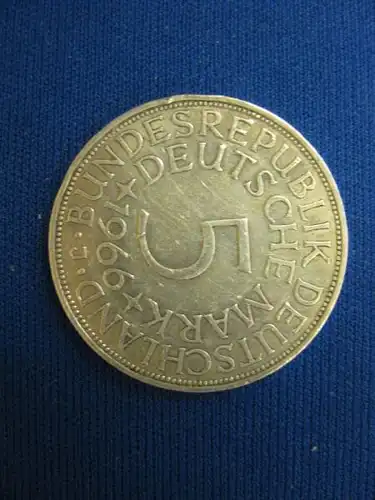 BUNDESREPUBLIK DEUTSCHLAND
DEUTSCHE MARK
1966
5